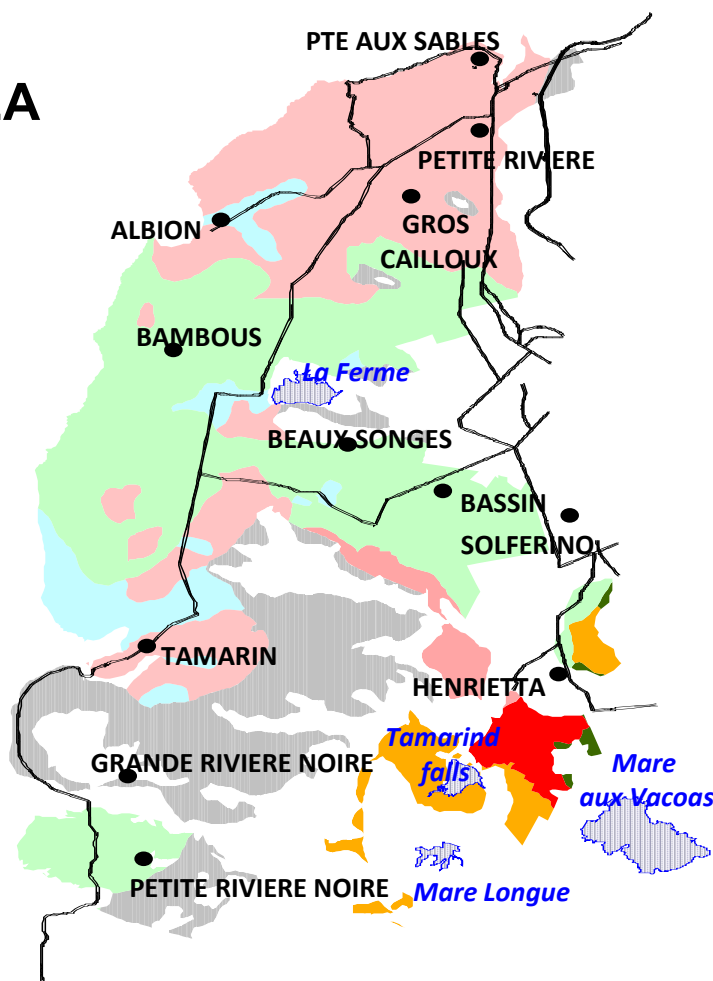 PTE AUX SABLES
A
PETITE RIVIERE
ALBION
GROS
CAILLOUX
BAMBOUS
La Ferme
BEAUX SONGES
BASSIN
SOLFERINO
TAMARIN
HENRIETTA
Tamarind
falls
GRANDE RIVIERE NOIRE
Mare
aux Vacoas
PETITE RIVIERE NOIRE
Mare Longue